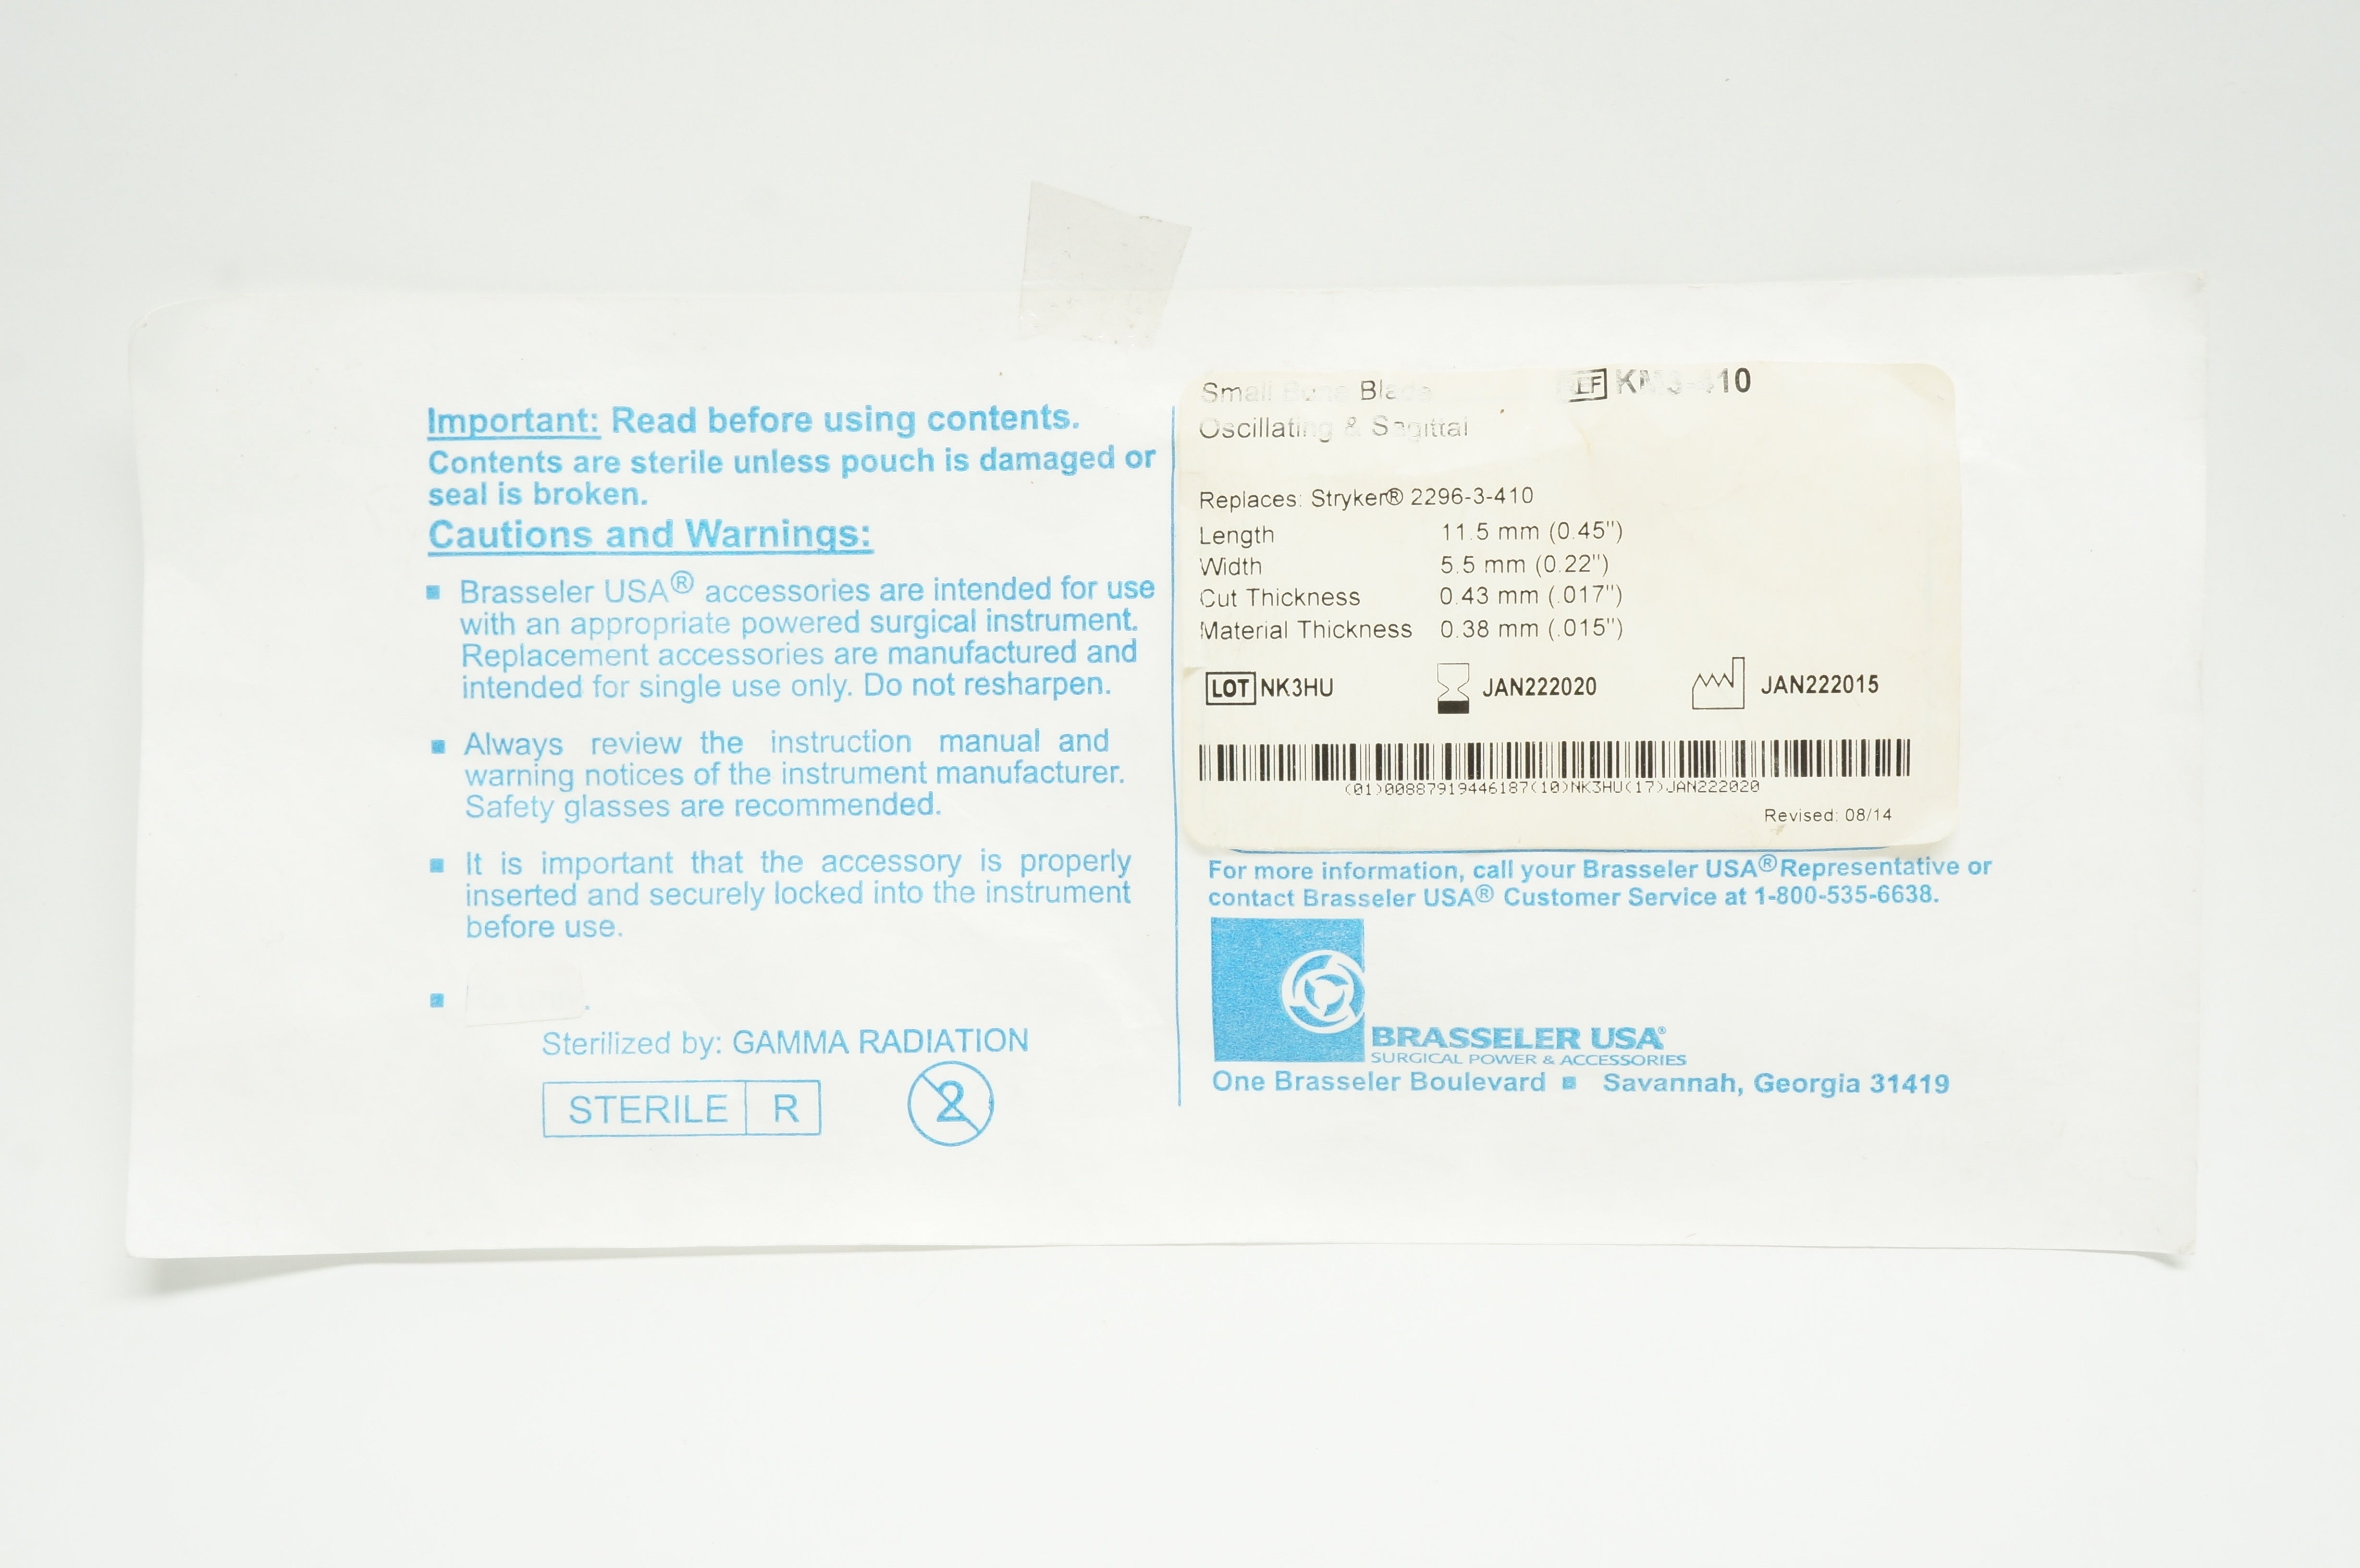 Important: Read before using contents.
Contents are sterile unless pouch is damaged or
seal is broken.
Cautions and Warnings:
■ Brasseler USA® accessories are intended for use
with an appropriate powered surgical instrument.
Replacement accessories are manufactured and
intended for single use only. Do not resharpen.
■ Always review the instruction manual and
warning notices of the instrument manufacturer.
Safety glasses are recommended.
■ It is important that the accessory is properly
inserted and securely locked into the instrument
before use.
Sterilized by: GAMMA RADIATION
STERILE R
2
Small Bone Blade
Oscillating & Sagittal
REF
Replaces: Stryker® 2296-3-410
Length 11.5 mm (0.45")
Width 5.5 mm (0.22")
Cut Thickness 0.43 mm (.017")
Material Thickness 0.38 mm (.015")
LOT NK3HU JAN222020 JAN222015
(01)00887919446187(10)NK3HU(17)JAN222020
Revised: 08/14
For more information, call your Brasseler USA® Representative or
contact Brasseler USA® Customer Service at 1-800-535-6638.
BRASSELER USA®
SURGICAL POWER & ACCESSORIES
One Brasseler Boulevard ■ Savannah, Georgia 31419